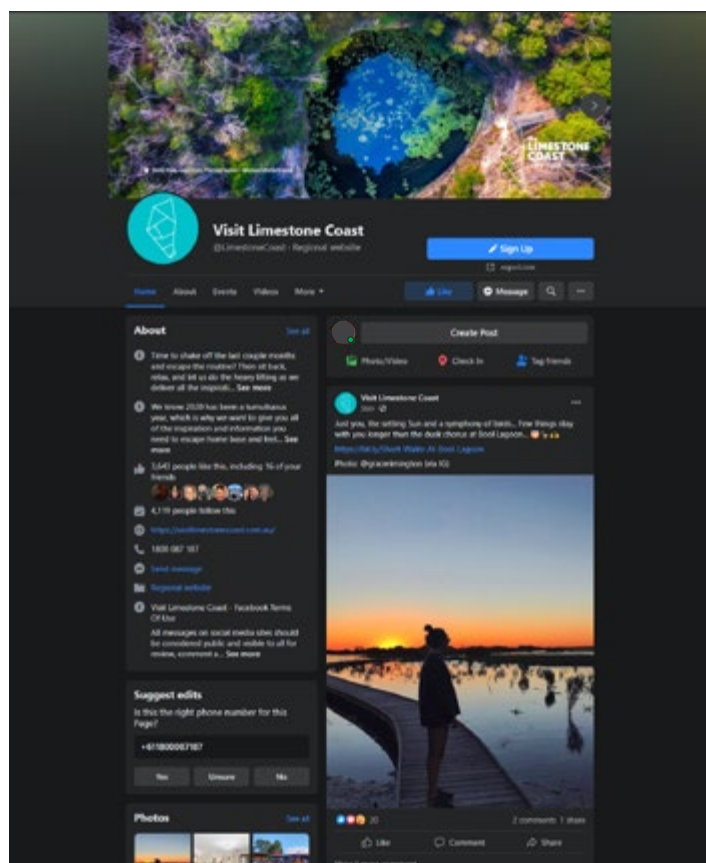 LIMESTONE
COAST
Visit Limestone Coast
@LimestoneCoast · Regional website
Sign Up
Home About Events Videos More
Like Message
About See all
Time to shake off the last couple months
and escape the routine? Then sit back,
relax, and let us do the heavy lifting as we
deliver all the inspirati... See more
We know 2020 has been a tumultuous
year, which is why we want to give you all
of the inspiration and information you
need to escape home base and feel... See
more
3,643 people like this, including 16 of your
friends
4,119 people follow this
1800 087 187
Send message
Regional website
Visit Limestone Coast - Facebook Terms
Of Use
All messages on social media sites should
be considered public and visible to all for
review, comment a... See more
Suggest edits
Is this the right phone number for this
Page?
+611800087187
Yes Unsure No
Photos See all
Create Post
Photo/Video Check In Tag friends
Visit Limestone Coast
Just you, the setting Sun and a symphony of birds... Few things stay
with you longer than the dusk chorus at Bool Lagoon...
Photo: @gracerlmington (via IG)
20 2 comments 1 share
Like Comment Share